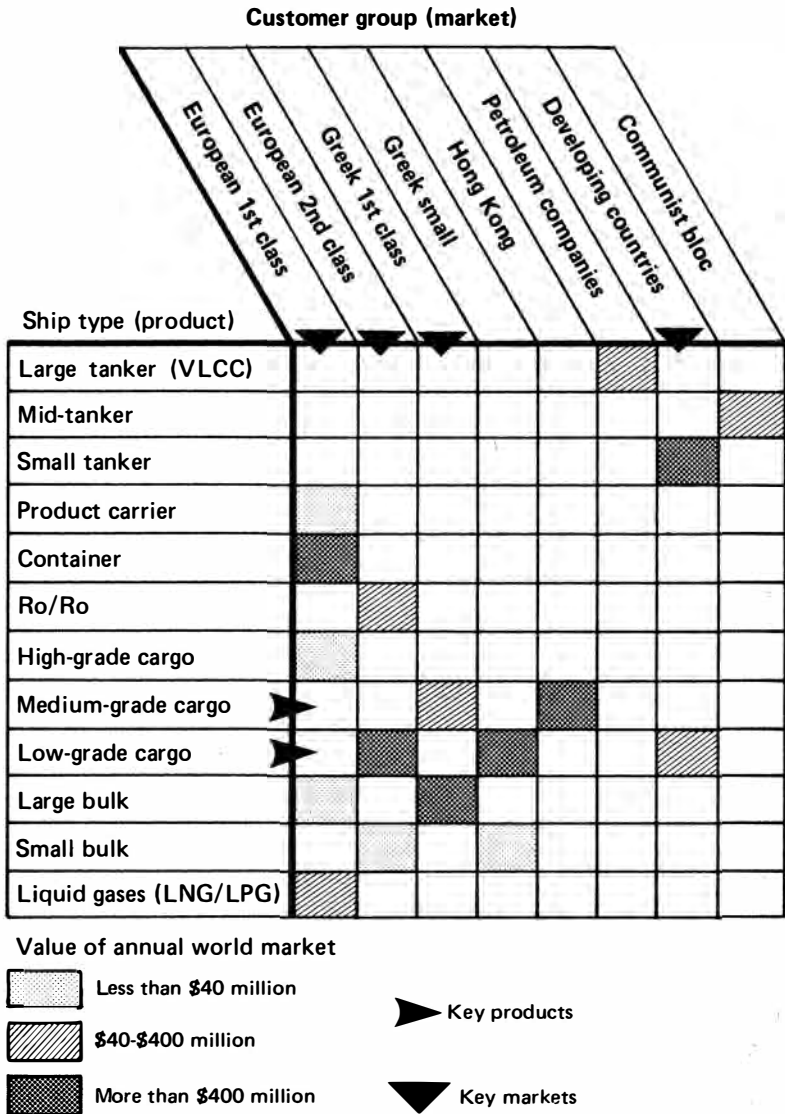 Customer group (market)
European 1st class
European 2nd class
Greek 1st class
Greek small
Hong Kong
Petroleum companies
Developing countries
Communist bloc
Ship type (product)
Large tanker (VLCC)
Mid-tanker
Small tanker
Product carrier
Container
Ro/Ro
High-grade cargo
Medium-grade cargo
Low-grade cargo
Large bulk
Small bulk
Liquid gases (LNG/LPG)
Value of annual world market
Less than $40 million
Key products
$40-$400 million
More than $400 million
Key markets